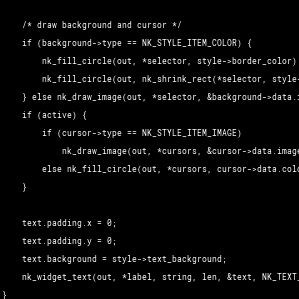 /* draw background and cursor */
if (background->type == NK_STYLE_ITEM_COLOR) {
nk_fill_circle(out, *selector, style->border_color)
nk_fill_circle(out, nk_shrink_rect(*selector, style-
} else nk_draw_image(out, *selector, &background->data.i
if (active) {
if (cursor->type == NK_STYLE_ITEM_IMAGE)
nk_draw_image(out, *cursors, &cursor->data.image
else nk_fill_circle(out, *cursors, cursor->data.colo
}
text.padding.x = 0;
text.padding.y = 0;
text.background = style->text_background;
nk_widget_text(out, *label, string, len, &text, NK_TEXT_
}